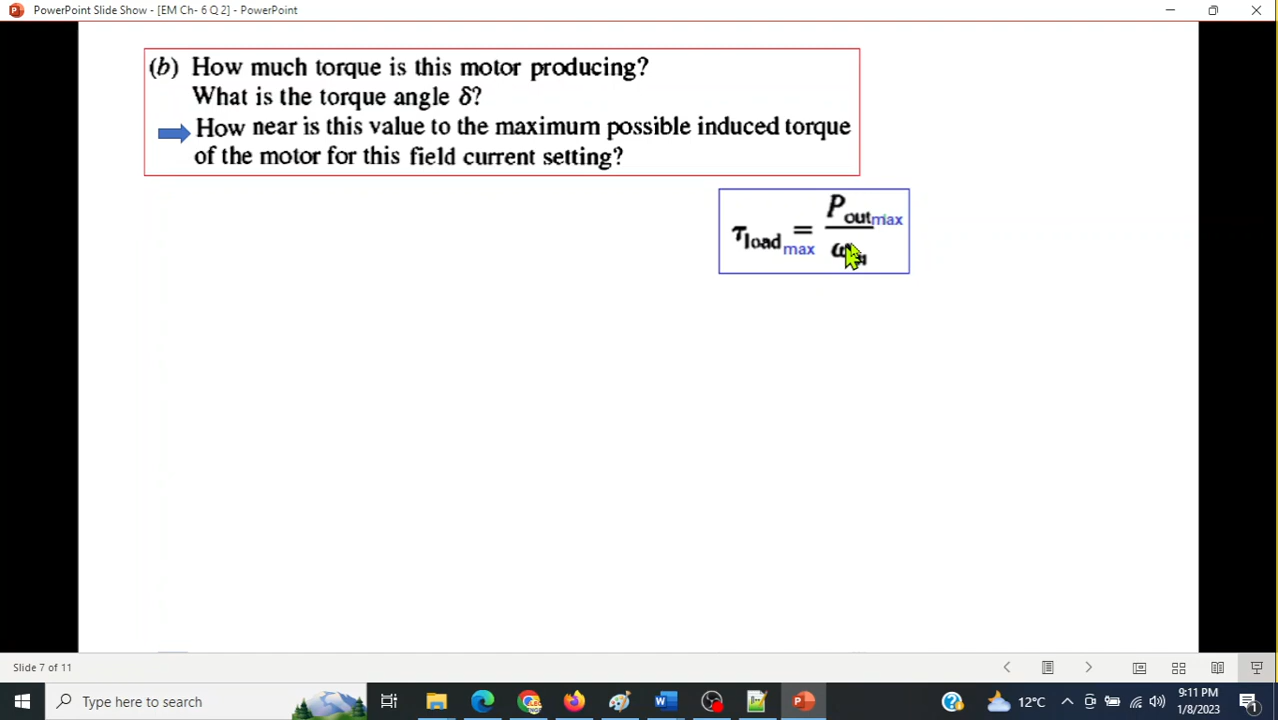 PowerPoint Slide Show - [EM Ch- 6 Q 2] - PowerPoint
(b) How much torque is this motor producing?
What is the torque angle δ?
How near is this value to the maximum possible induced torque
of the motor for this field current setting?
τload max = Pout max / ω
Slide 7 of 11
Type here to search
12°C
9:11 PM
1/8/2023
1